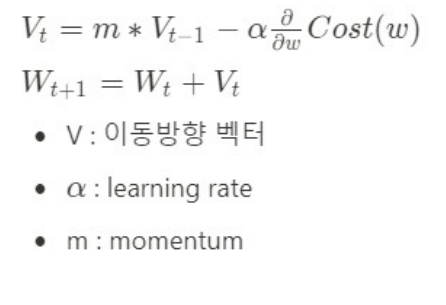 V_t = m * V_{t-1} - α ∂/∂w Cost(w)
W_{t+1} = W_t + V_t
• V : 이동방향 벡터
• α : learning rate
• m : momentum